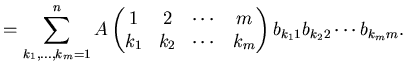 $$= \sum_{k_1,\ldots,k_m=1}^{n} A \begin{pmatrix} 1 & 2 & \cdots & m \\ k_1 & k_2 & \cdots & k_m \end{pmatrix} b_{k_1 1} b_{k_2 2} \cdots b_{k_m m}.$$